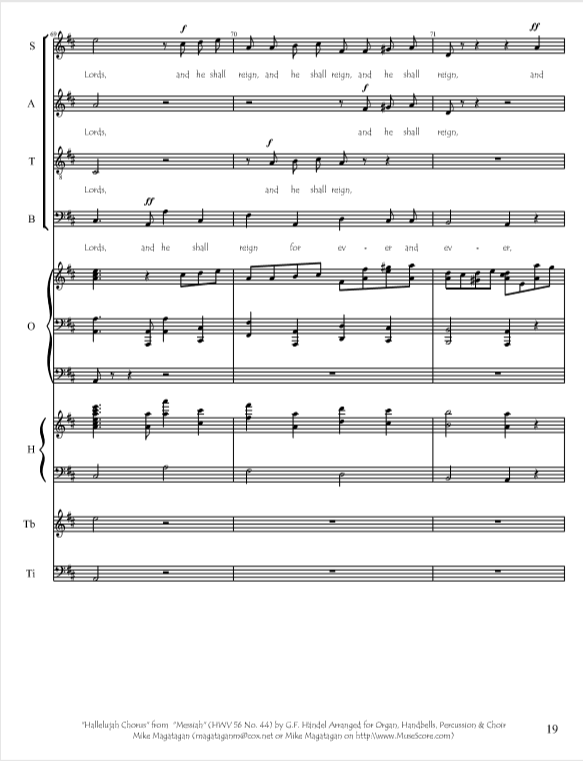 69 70 71
f ff
S
Lords, and he shall reign, and he shall reign, and he shall reign, and
f
A
Lords, and he shall reign,
f
T
8
Lords, and he shall reign,
ff
B
Lords, and he shall reign for ev - er and ev - er,
O
H
Tb
Ti
"Hallelujah Chorus" from "Messiah" (HWV 56 No. 44) by G.F. Händel Arranged for Organ, Handbells, Percussion & Choir
Mike Magatagan (magataganm@cox.net or Mike Magatagan on http:\\www.MuseScore.com)
19